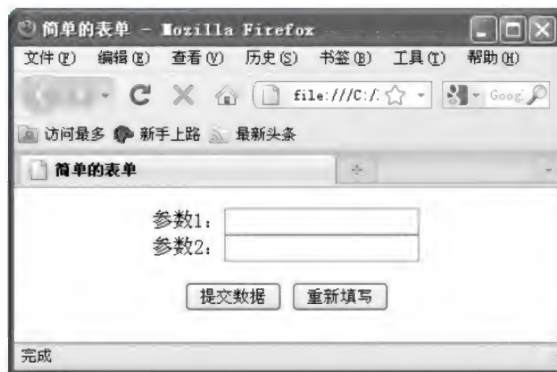 简单的表单 - Mozilla Firefox
文件(F) 编辑(E) 查看(V) 历史(S) 书签(B) 工具(T) 帮助(H)
file:///C:/ Goog
访问最多 新手上路 最新头条
简单的表单
参数1:
参数2:
提交数据 重新填写
完成